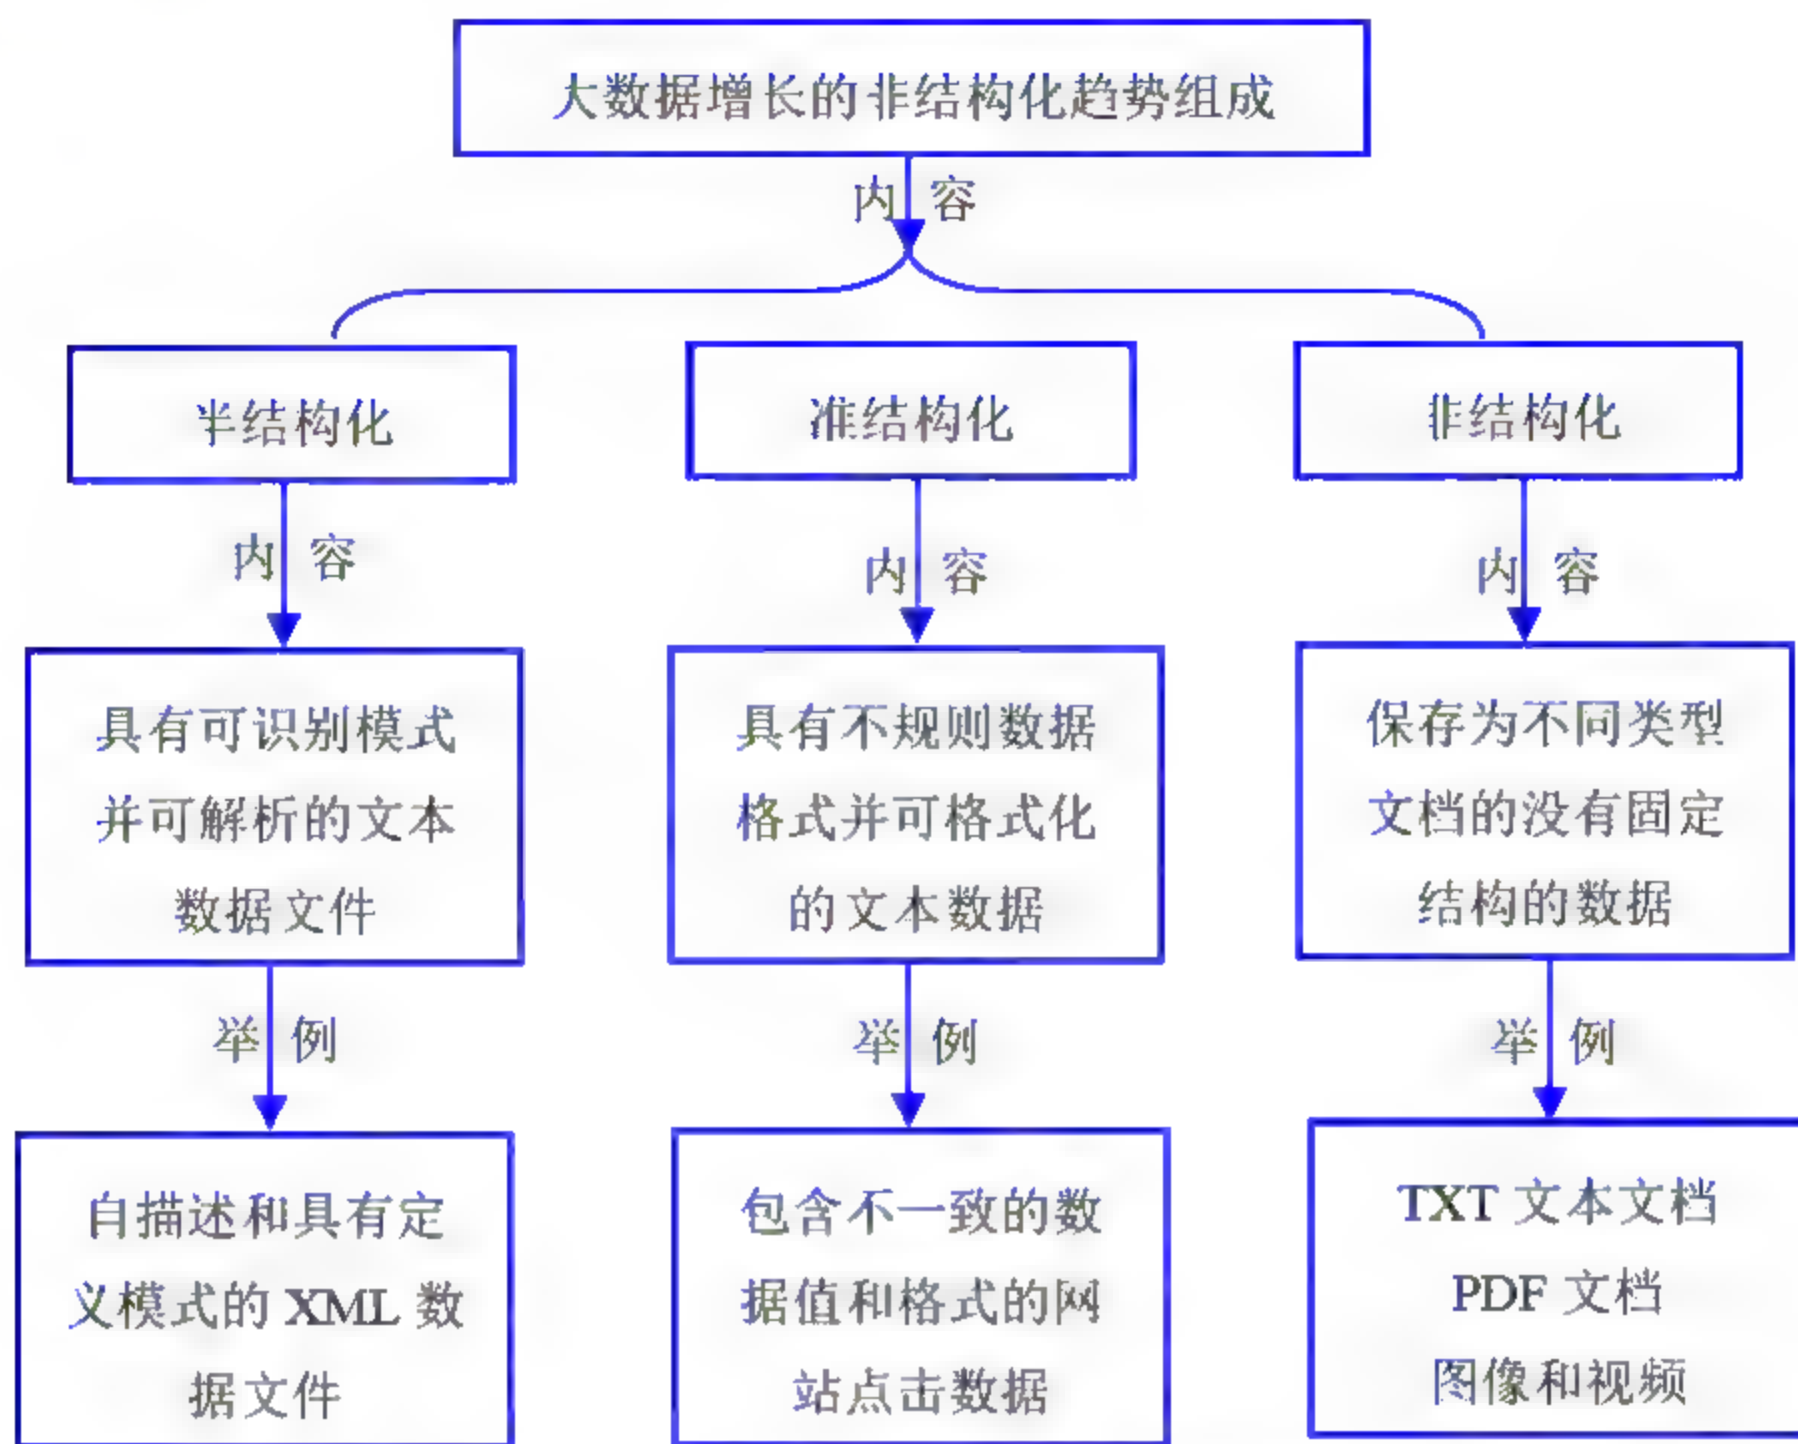 大数据增长的非结构化趋势组成
内 容
半结构化
准结构化
非结构化
内 容
内 容
内 容
具有可识别模式
并可解析的文本
数据文件
具有不规则数据
格式并可格式化
的文本数据
保存为不同类型
文档的没有固定
结构的数据
举 例
举 例
举 例
自描述和具有定
义模式的 XML 数
据文件
包含不一致的数
据值和格式的网
站点击数据
TXT 文本文档
PDF 文档
图像和视频